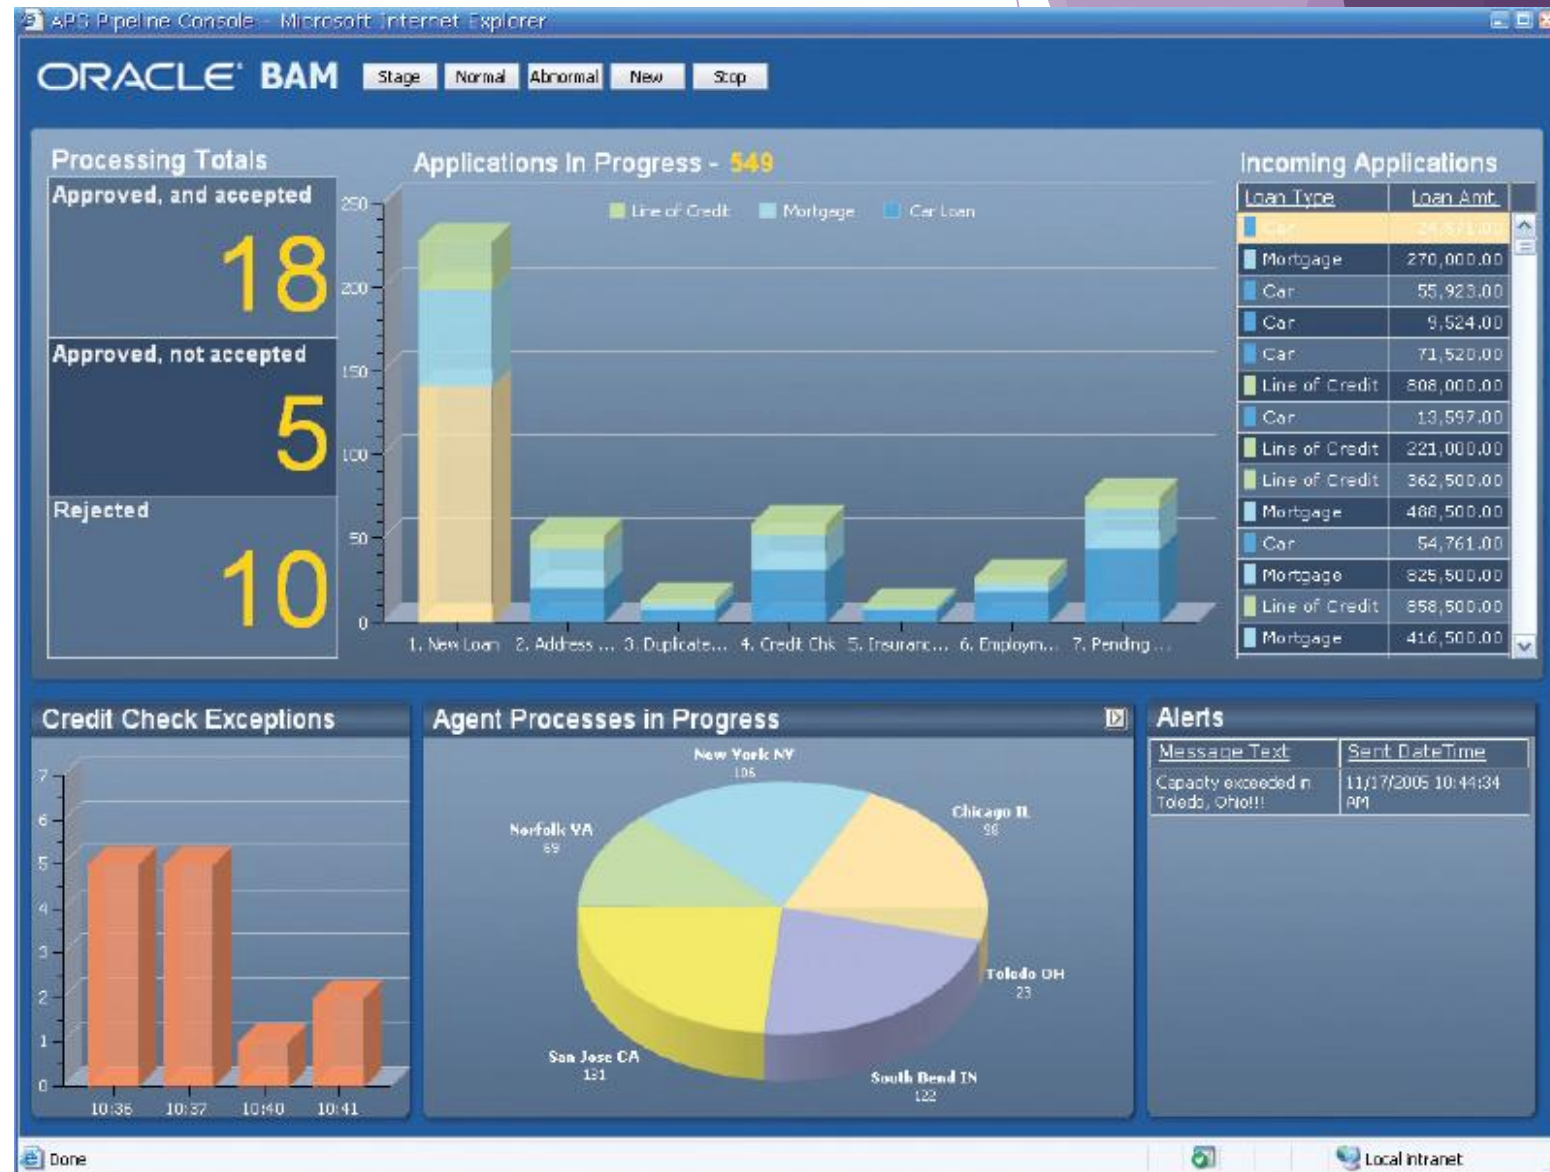 APS Pipeline Console - Microsoft Internet Explorer
ORACLE BAM
Stage Normal Abnormal New Stop
Processing Totals
Approved, and accepted
18
Approved, not accepted
5
Rejected
10
Applications In Progress - 549
Line of Credit Mortgage Car Loan
250
200
150
100
50
0
1. New Loan 2. Address ... 3. Duplicate... 4. Credit Chk 5. Insuranc... 6. Employm... 7. Pending ...
Incoming Applications
Loan Type Loan Amt.
Car
Mortgage 270,000.00
Car 55,923.00
Car 9,524.00
Car 71,520.00
Line of Credit 808,000.00
Car 13,597.00
Line of Credit 221,000.00
Line of Credit 362,500.00
Mortgage 488,500.00
Car 54,761.00
Mortgage 825,500.00
Line of Credit 858,500.00
Mortgage 416,500.00
Credit Check Exceptions
7
6
5
4
3
2
1
0
10:36 10:37 10:40 10:41
Agent Processes in Progress
New York NY
106
Chicago IL
98
Norfolk VA
69
Toledo OH
23
San Jose CA
131
South Bend IN
122
Alerts
Message Text Sent DateTime
Capacity exceeded in 11/17/2005 10:44:34
Toledo, Ohio!!! AM
Done
Local intranet